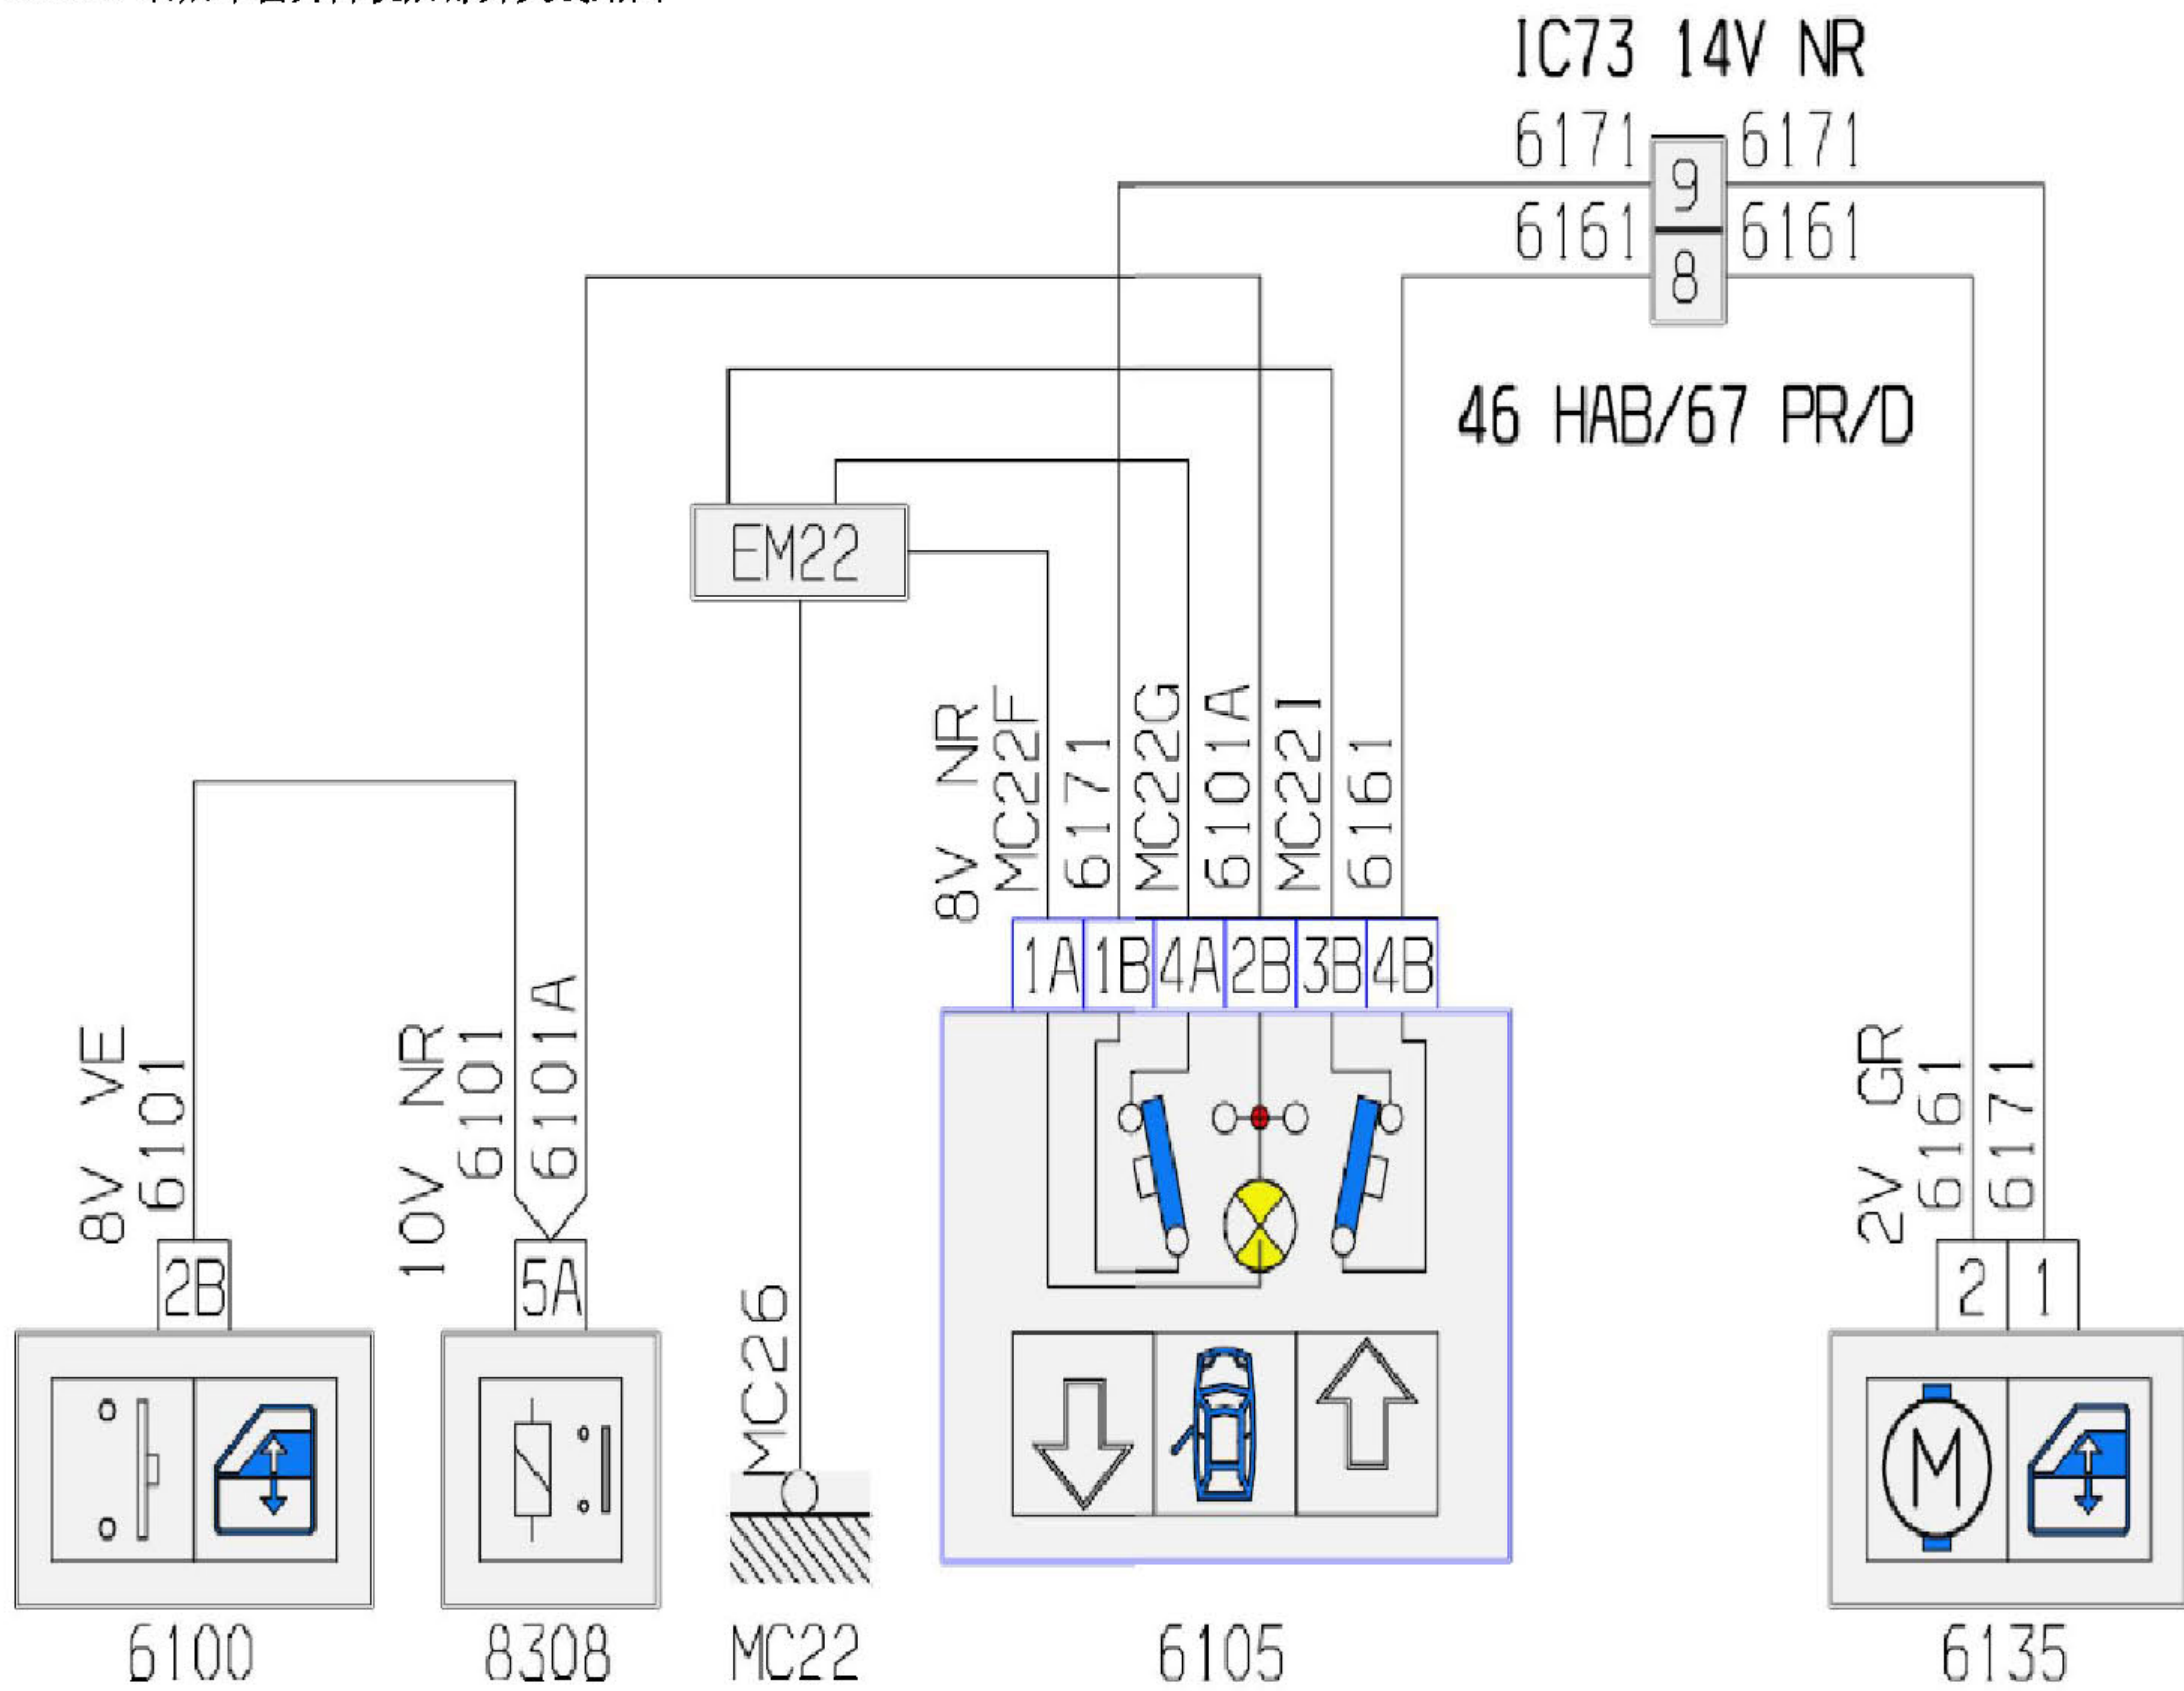 IC73 14V NR
6171 9 6171
6161 8 6161
46 HAB/67 PR/D
EM22
8V NR
MC22F
6171
MC22G
6101A
MC22I
6161
1A 1B 4A 2B 3B 4B
8V VE
6101
10V NR
6101
6101A
MC26
2V GR
6161
6171
2B
5A
2 1
M
6100
8308
MC22
6105
6135